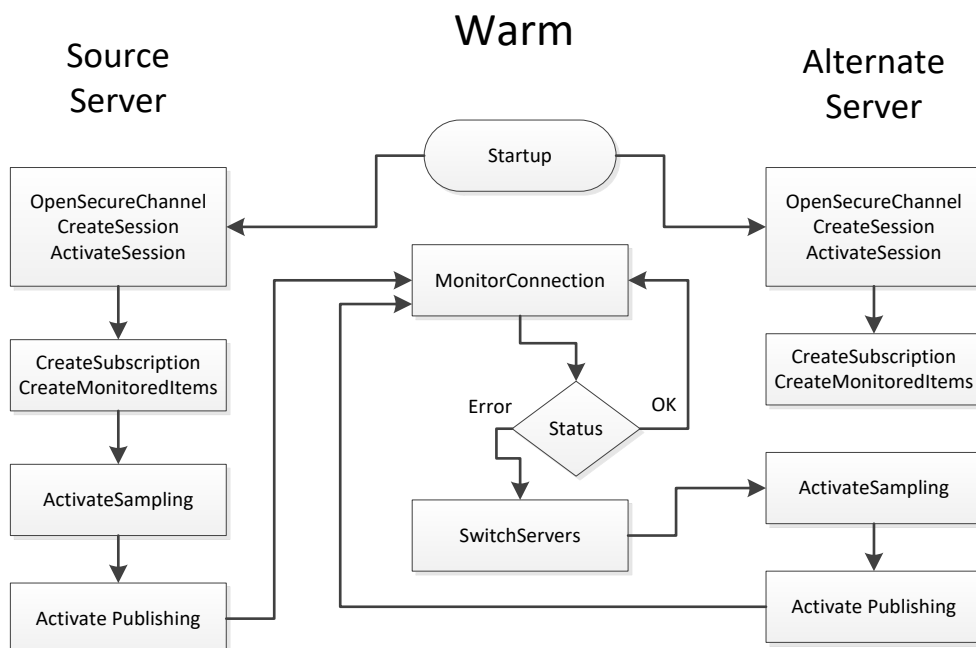 Warm
Source
Server
Alternate
Server
Startup
OpenSecureChannel
CreateSession
ActivateSession
OpenSecureChannel
CreateSession
ActivateSession
MonitorConnection
CreateSubscription
CreateMonitoredItems
CreateSubscription
CreateMonitoredItems
Error
OK
Status
ActivateSampling
ActivateSampling
SwitchServers
Activate Publishing
Activate Publishing